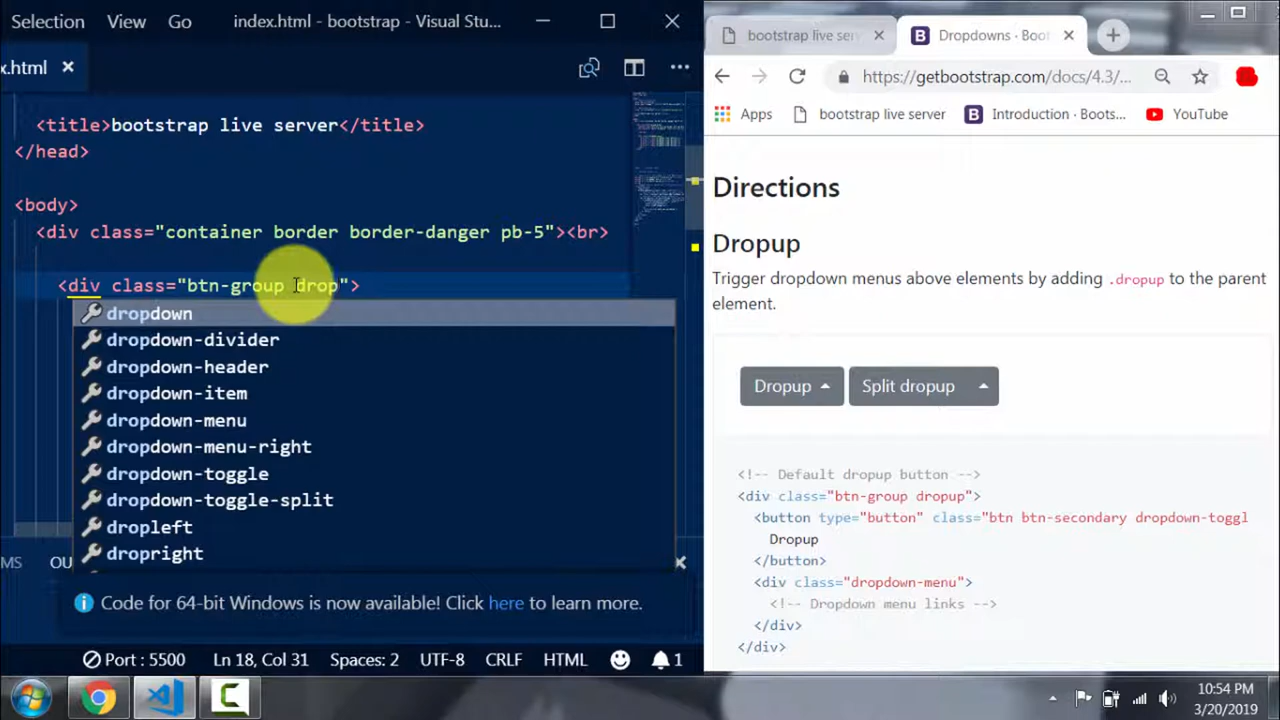 Selection View Go index.html - bootstrap - Visual Stu...
x.html
<title>bootstrap live server</title>
</head>
<body>
<div class="container border border-danger pb-5"><br>
<div class="btn-group drop">
dropdown
dropdown-divider
dropdown-header
dropdown-item
dropdown-menu
dropdown-menu-right
dropdown-toggle
dropdown-toggle-split
dropleft
dropright
MS OU
Code for 64-bit Windows is now available! Click here to learn more.
Port : 5500 Ln 18, Col 31 Spaces: 2 UTF-8 CRLF HTML 1
bootstrap live serv Dropdowns · Boot
https://getbootstrap.com/docs/4.3/...
Apps bootstrap live server Introduction · Boots... YouTube
Directions
Dropup
Trigger dropdown menus above elements by adding .dropup to the parent
element.
Dropup Split dropup
<!-- Default dropup button -->
<div class="btn-group dropup">
<button type="button" class="btn btn-secondary dropdown-toggl
Dropup
</button>
<div class="dropdown-menu">
<!-- Dropdown menu links -->
</div>
</div>
10:54 PM
3/20/2019